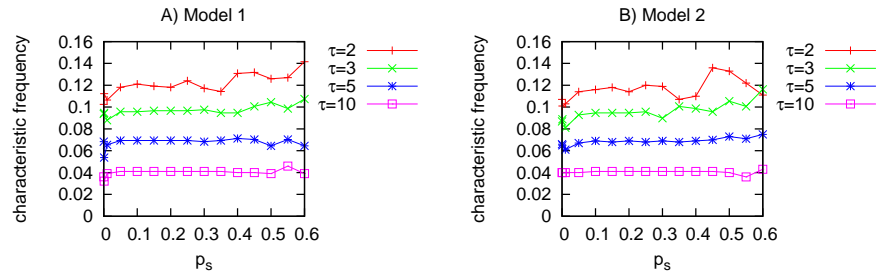 A) Model 1
characteristic frequency
0.16
0.14
0.12
0.1
0.08
0.06
0.04
0.02
0
0 0.1 0.2 0.3 0.4 0.5 0.6
p_s
τ=2
τ=3
τ=5
τ=10
B) Model 2
characteristic frequency
0.16
0.14
0.12
0.1
0.08
0.06
0.04
0.02
0
0 0.1 0.2 0.3 0.4 0.5 0.6
p_s
τ=2
τ=3
τ=5
τ=10